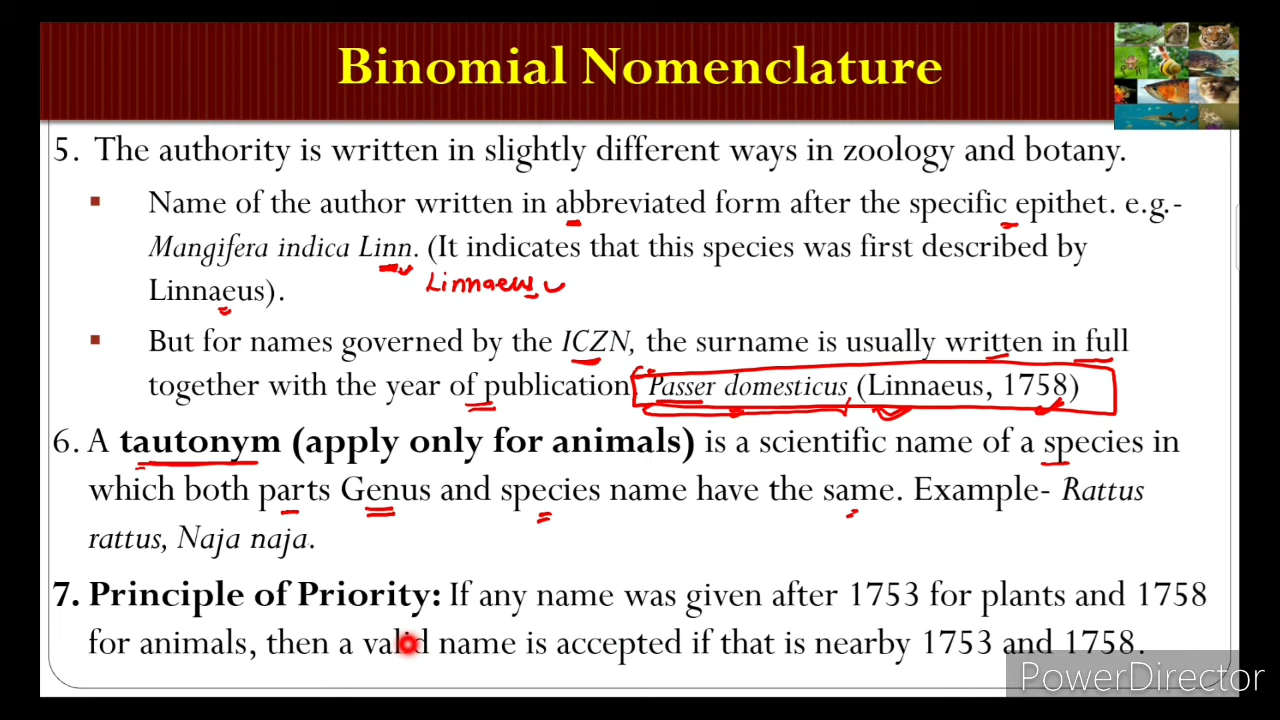 Binomial Nomenclature
5. The authority is written in slightly different ways in zoology and botany.
▪ Name of the author written in abbreviated form after the specific epithet. e.g.-
Mangifera indica Linn. (It indicates that this species was first described by
Linnaeus
Linnaeus).
▪ But for names governed by the ICZN, the surname is usually written in full
together with the year of publication Passer domesticus (Linnaeus, 1758)
6. A tautonym (apply only for animals) is a scientific name of a species in
which both parts Genus and species name have the same. Example- Rattus
rattus, Naja naja.
7. Principle of Priority: If any name was given after 1753 for plants and 1758
for animals, then a valid name is accepted if that is nearby 1753 and 1758.
PowerDirector